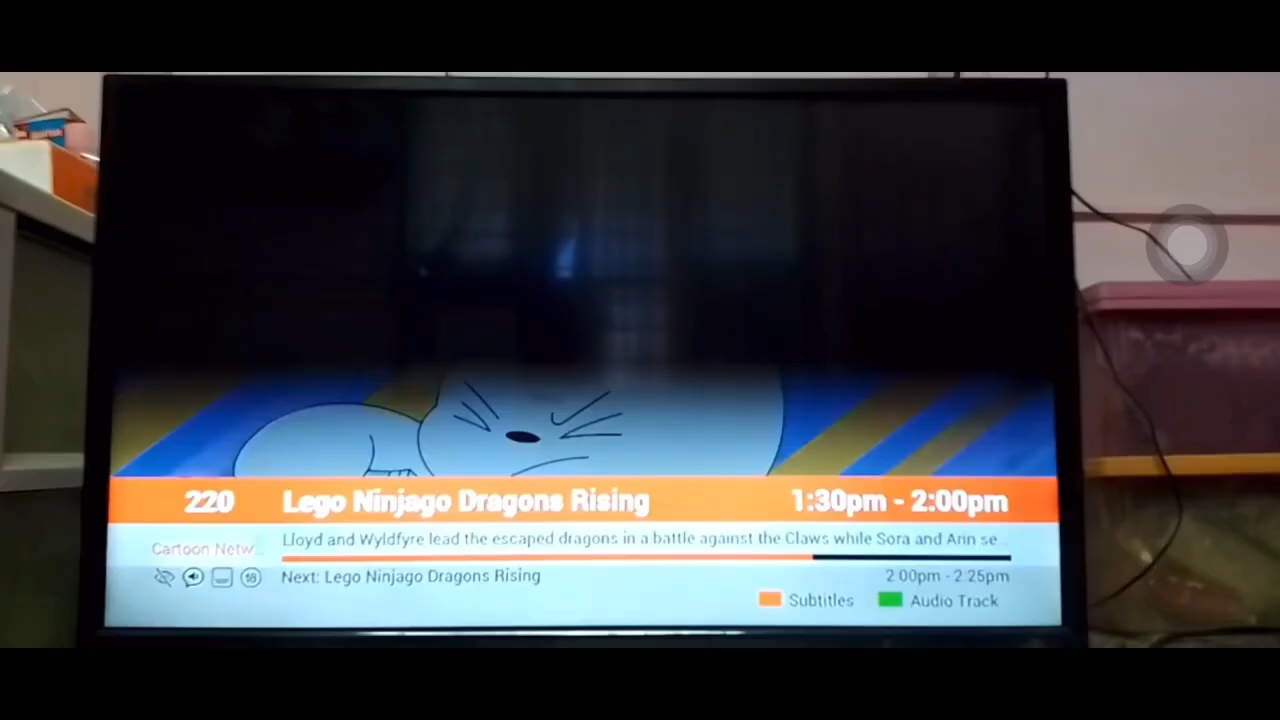 220 Lego Ninjago Dragons Rising 1:30pm - 2:00pm
Lloyd and Wyldfyre lead the escaped dragons in a battle against the Claws while Sora and Arin se...
Cartoon Netw...
18 Next: Lego Ninjago Dragons Rising 2:00pm - 2:25pm
Subtitles Audio Track